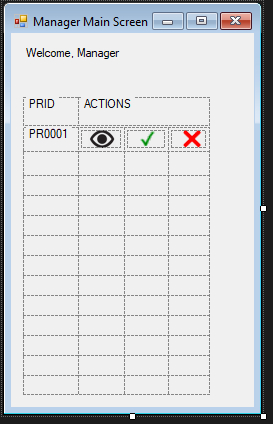 Manager Main Screen
Welcome, Manager
PRID ACTIONS
PR0001